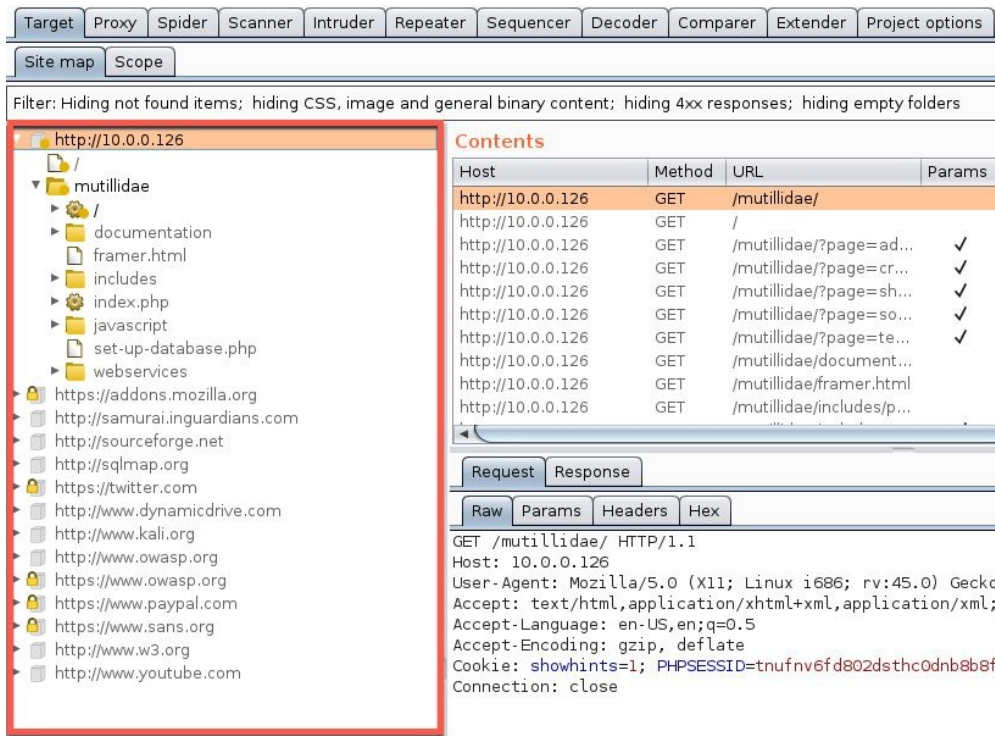 Target Proxy Spider Scanner Intruder Repeater Sequencer Decoder Comparer Extender Project options
Site map Scope
Filter: Hiding not found items; hiding CSS, image and general binary content; hiding 4xx responses; hiding empty folders
http://10.0.0.126
/
mutillidae
/
documentation
framer.html
includes
index.php
javascript
set-up-database.php
webservices
https://addons.mozilla.org
http://samurai.inguardians.com
http://sourceforge.net
http://sqlmap.org
https://twitter.com
http://www.dynamicdrive.com
http://www.kali.org
http://www.owasp.org
https://www.owasp.org
https://www.paypal.com
https://www.sans.org
http://www.w3.org
http://www.youtube.com
Contents
Host Method URL Params
http://10.0.0.126 GET /mutillidae/
http://10.0.0.126 GET /
http://10.0.0.126 GET /mutillidae/?page=ad... ✓
http://10.0.0.126 GET /mutillidae/?page=cr... ✓
http://10.0.0.126 GET /mutillidae/?page=sh... ✓
http://10.0.0.126 GET /mutillidae/?page=so... ✓
http://10.0.0.126 GET /mutillidae/?page=te... ✓
http://10.0.0.126 GET /mutillidae/document...
http://10.0.0.126 GET /mutillidae/framer.html
http://10.0.0.126 GET /mutillidae/includes/p...
Request Response
Raw Params Headers Hex
GET /mutillidae/ HTTP/1.1
Host: 10.0.0.126
User-Agent: Mozilla/5.0 (X11; Linux i686; rv:45.0) Gecko
Accept: text/html,application/xhtml+xml,application/xml;
Accept-Language: en-US,en;q=0.5
Accept-Encoding: gzip, deflate
Cookie: showhints=1; PHPSESSID=tnufnv6fd802dsthc0dnb8b8f
Connection: close